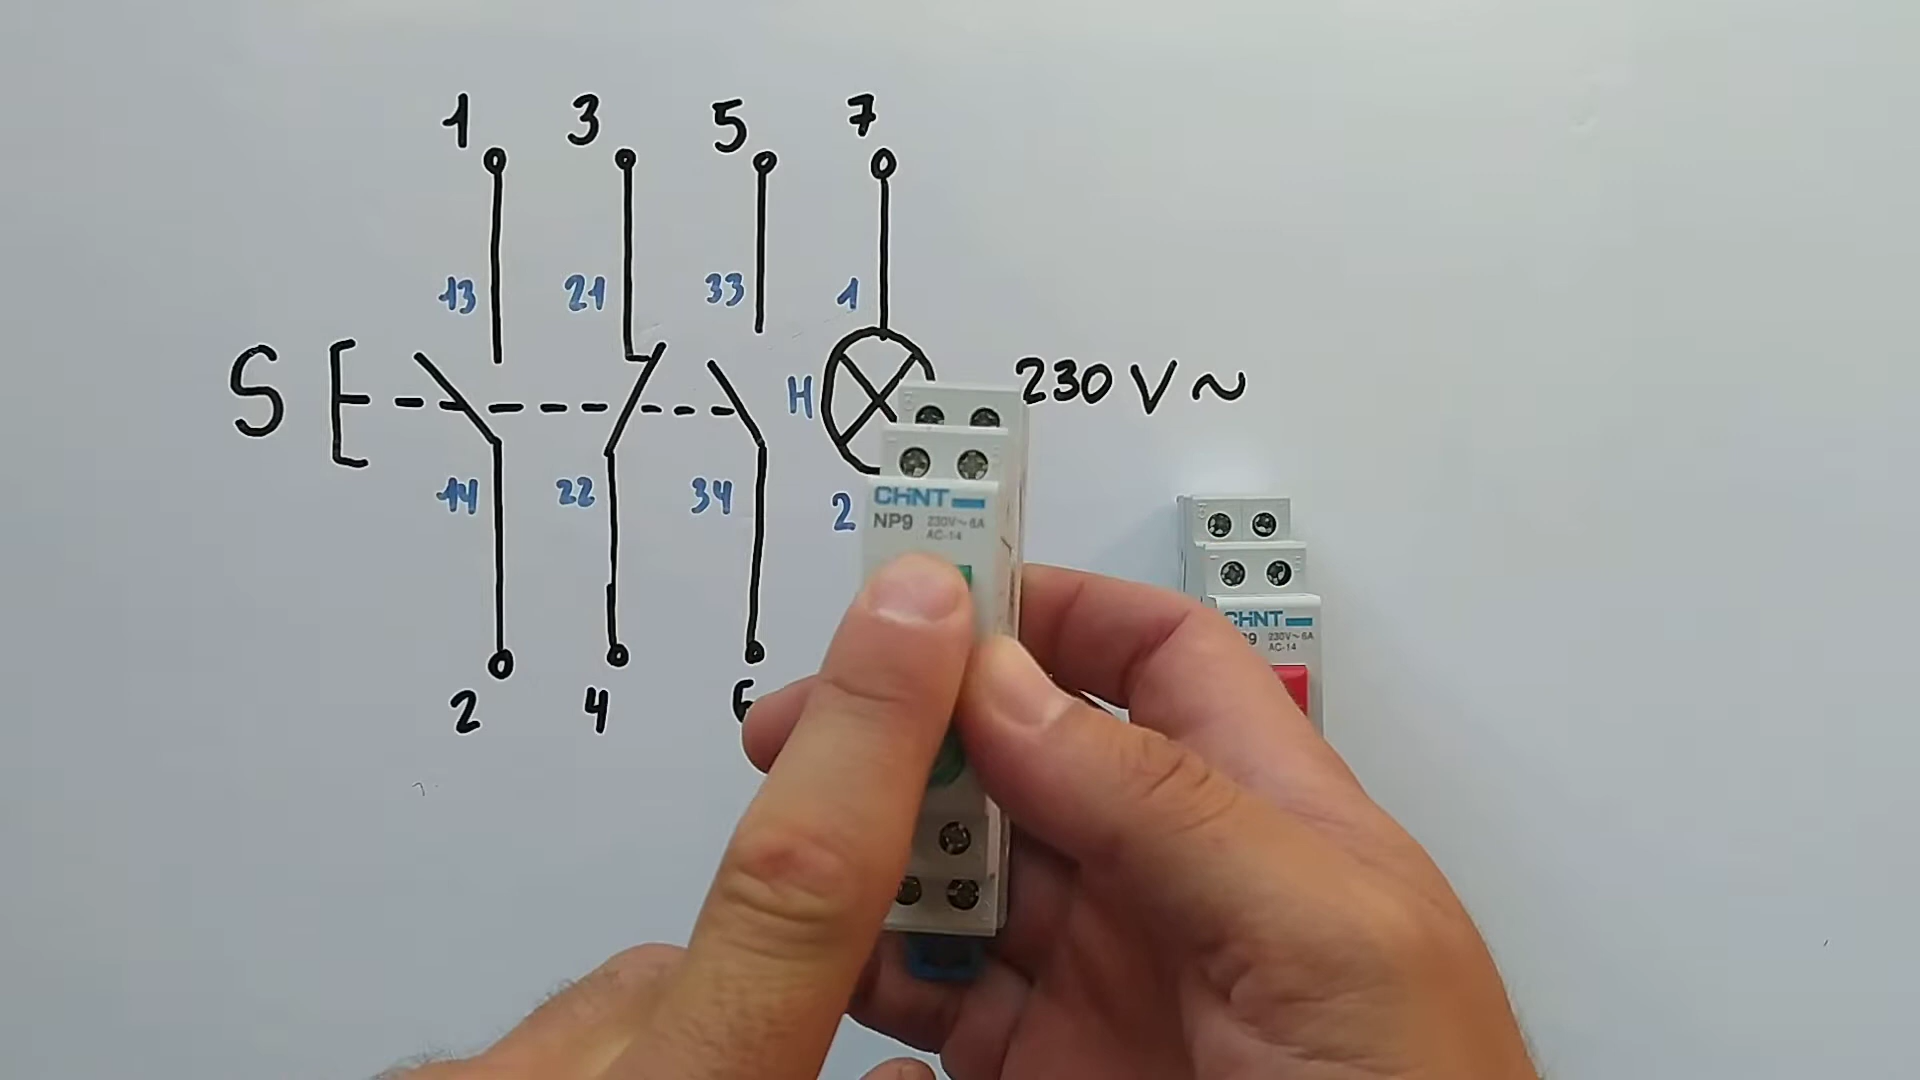 1 3 5 7
13 21 33 1
S H 230 V ~
14 22 34 2
2 4 6
CHNT
NP9 230V~6A
AC-14
CHNT
230V~6A
AC-14